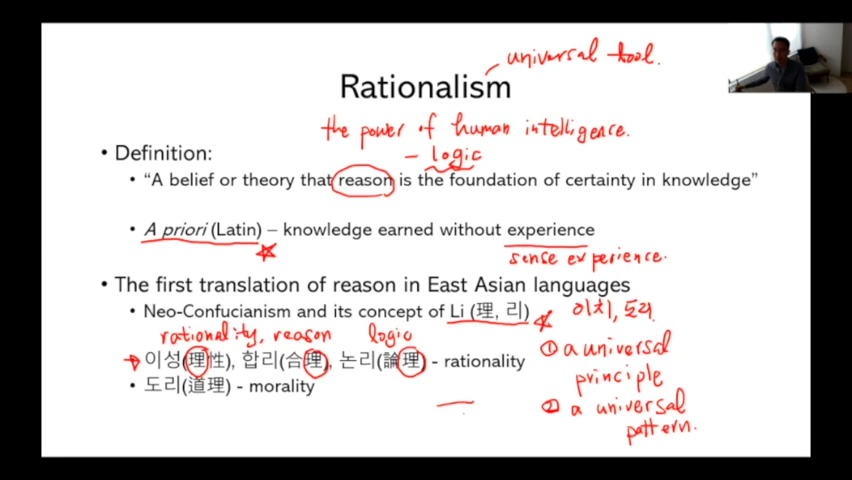 universal tool.
Rationalism
the power of human intelligence.
- logic
• Definition:
• “A belief or theory that reason is the foundation of certainty in knowledge”
• A priori (Latin) – knowledge earned without experience
sense experience.
• The first translation of reason in East Asian languages
• Neo-Confucianism and its concept of Li (理, 리)
이치, 도리
rationality, reason logic
① a universal
principle
• 이성(理性), 합리(合理), 논리(論理) - rationality
• 도리(道理) - morality
② a universal
pattern.